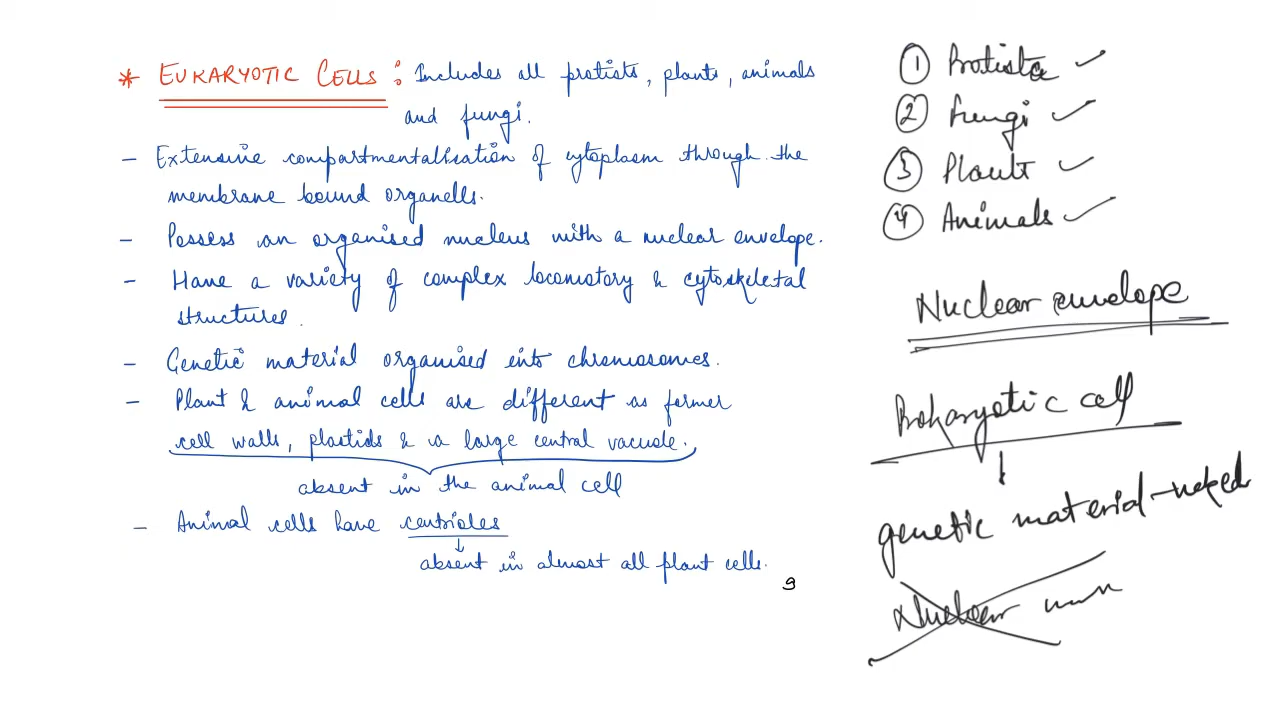 * EUKARYOTIC CELLS : Includes all protists, plants, animals
and fungi.
- Extensive compartmentalisation of cytoplasm through the
membrane bound organells.
- Possess an organised nucleus with a nuclear envelope.
- Have a variety of complex locomotory & cytoskeletal
structures.
- Genetic material organised into chromosomes.
- Plant & animal cells are different as former
cell walls, plastids & a large central vacuole.
absent in the animal cell
- Animal cells have centrioles
↓
absent in almost all plant cells.
9
① Protista ✓
② Fungi ✓
③ Plant ✓
④ Animals ✓
Nuclear envelope
Prokaryotic cell
↓
genetic material - naked
Nuclear